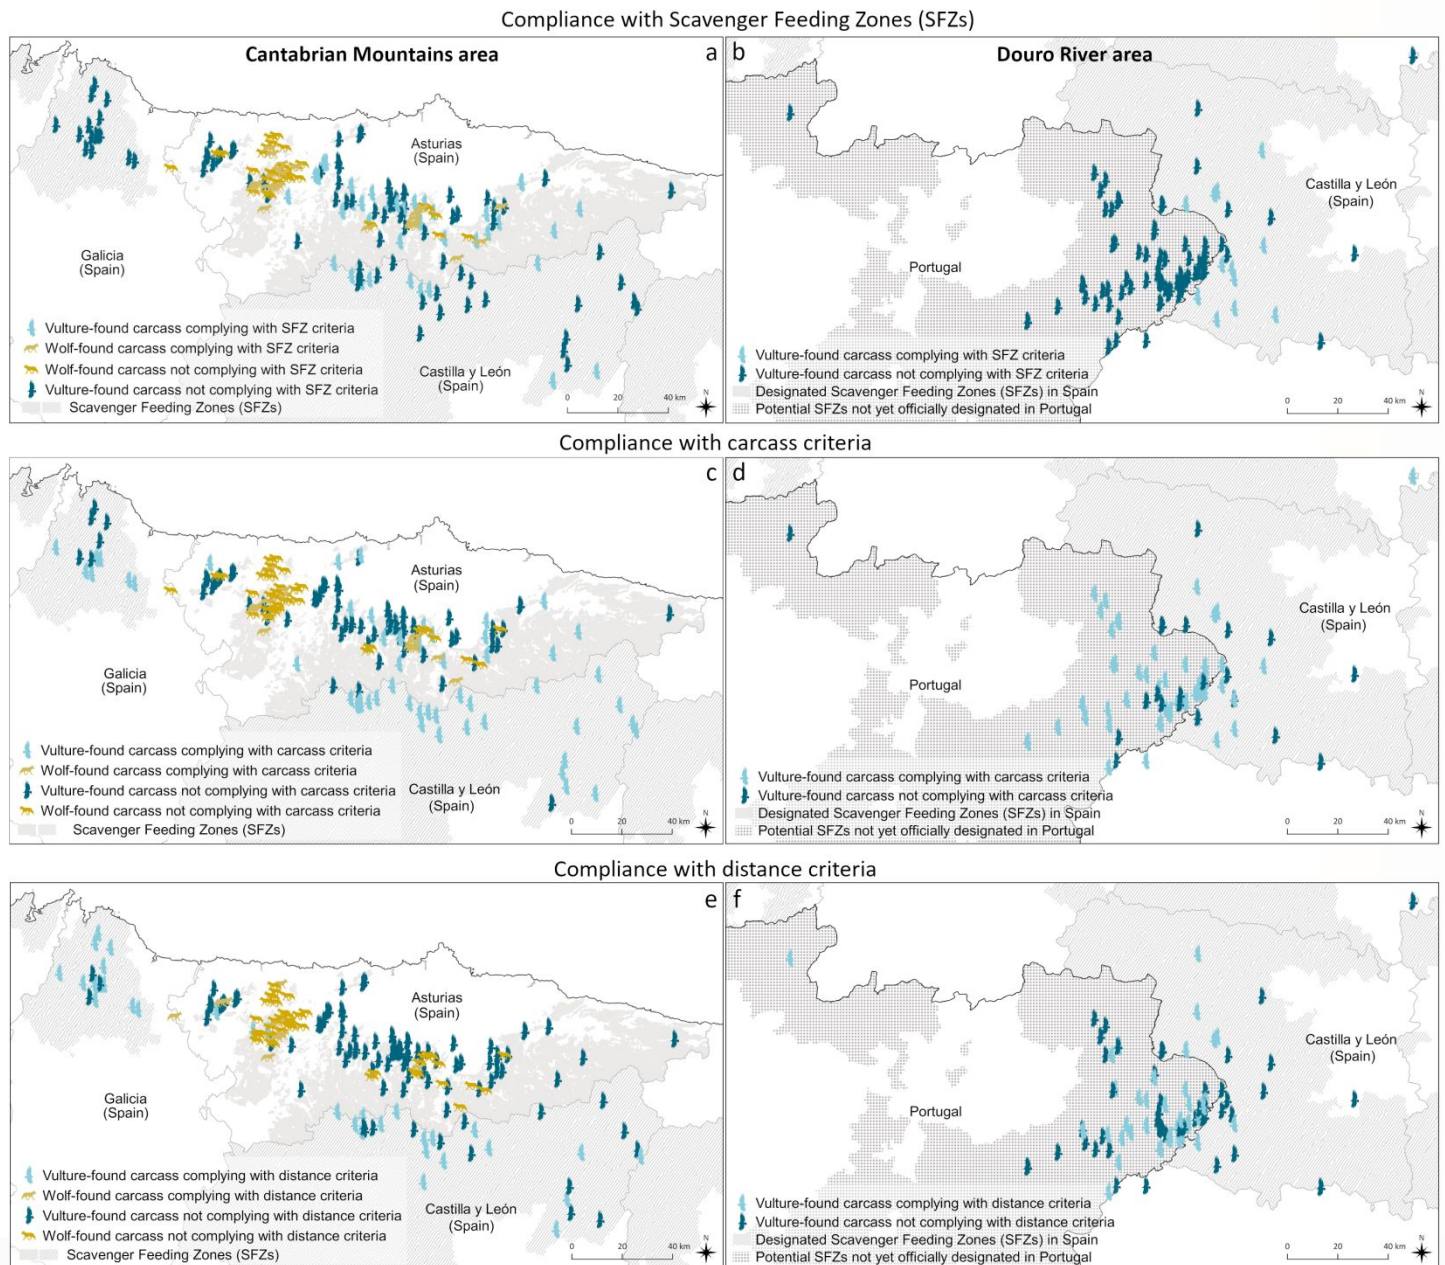 Compliance with Scavenger Feeding Zones (SFZs)
Cantabrian Mountains area
a
b
Douro River area
Asturias
(Spain)
Galicia
(Spain)
Castilla y León
(Spain)
Vulture-found carcass complying with SFZ criteria
Wolf-found carcass complying with SFZ criteria
Wolf-found carcass not complying with SFZ criteria
Vulture-found carcass not complying with SFZ criteria
Scavenger Feeding Zones (SFZs)
0 20 40 km
N
Castilla y León
(Spain)
Portugal
Vulture-found carcass complying with SFZ criteria
Vulture-found carcass not complying with SFZ criteria
Designated Scavenger Feeding Zones (SFZs) in Spain
Potential SFZs not yet officially designated in Portugal
0 20 40 km
N
Compliance with carcass criteria
c
d
Asturias
(Spain)
Galicia
(Spain)
Vulture-found carcass complying with carcass criteria
Wolf-found carcass complying with carcass criteria
Vulture-found carcass not complying with carcass criteria
Wolf-found carcass not complying with carcass criteria
Scavenger Feeding Zones (SFZs)
Castilla y León
(Spain)
0 20 40 km
N
Castilla y León
(Spain)
Portugal
Vulture-found carcass complying with carcass criteria
Vulture-found carcass not complying with carcass criteria
Designated Scavenger Feeding Zones (SFZs) in Spain
Potential SFZs not yet officially designated in Portugal
0 20 40 km
N
Compliance with distance criteria
e
f
Asturias
(Spain)
Galicia
(Spain)
Vulture-found carcass complying with distance criteria
Wolf-found carcass complying with distance criteria
Vulture-found carcass not complying with distance criteria
Wolf-found carcass not complying with distance criteria
Scavenger Feeding Zones (SFZs)
Castilla y León
(Spain)
0 20 40 km
N
Castilla y León
(Spain)
Portugal
Vulture-found carcass complying with distance criteria
Vulture-found carcass not complying with distance criteria
Designated Scavenger Feeding Zones (SFZs) in Spain
Potential SFZs not yet officially designated in Portugal
0 20 40 km
N